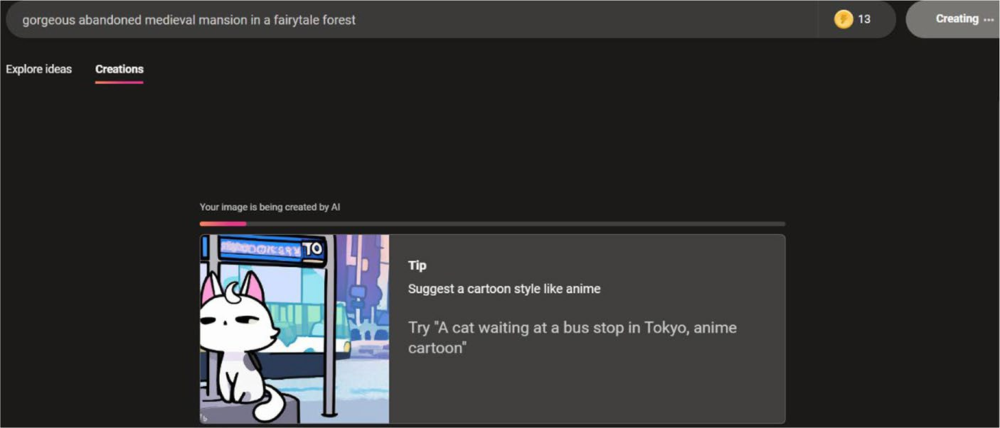 gorgeous abandoned medieval mansion in a fairytale forest
13
Creating ...
Explore ideas
Creations
Your image is being created by AI
TO
Tip
Suggest a cartoon style like anime
Try "A cat waiting at a bus stop in Tokyo, anime
cartoon"